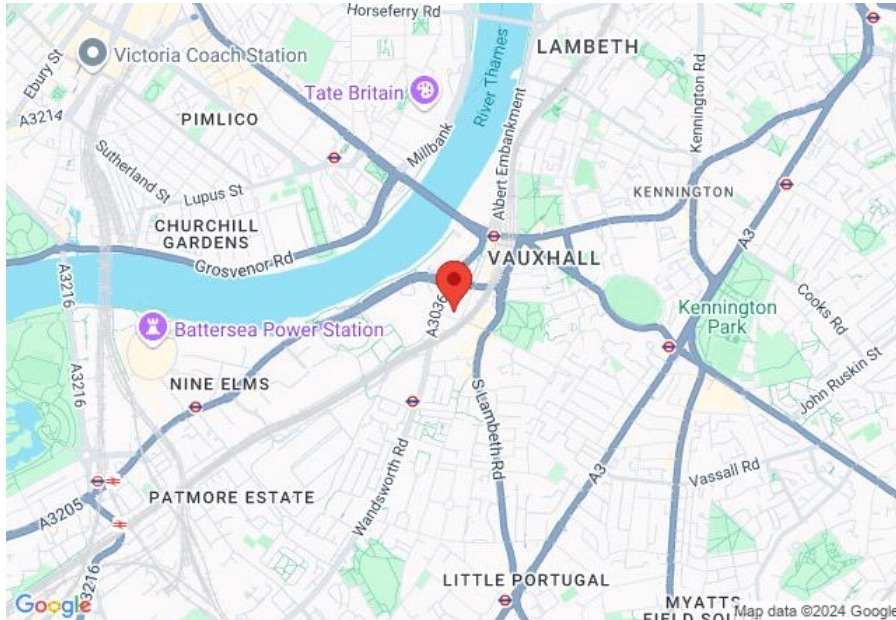 Horseferry Rd
LAMBETH
Ebury St
Victoria Coach Station
Kennington Rd
Tate Britain
River Thames
A3214
PIMLICO
Millbank
Albert Embankment
Sutherland St
Lupus St
KENNINGTON
CHURCHILL
GARDENS
Grosvenor Rd
VAUXHALL
A3
A3216
A3036
Kennington
Park
Cooks Rd
Battersea Power Station
John Ruskin St
NINE ELMS
A3216
S Lambeth Rd
Wandsworth Rd
Vassall Rd
A3
PATMORE ESTATE
A3205
A3216
LITTLE PORTUGAL
MYATTS
Google
Map data ©2024 Google